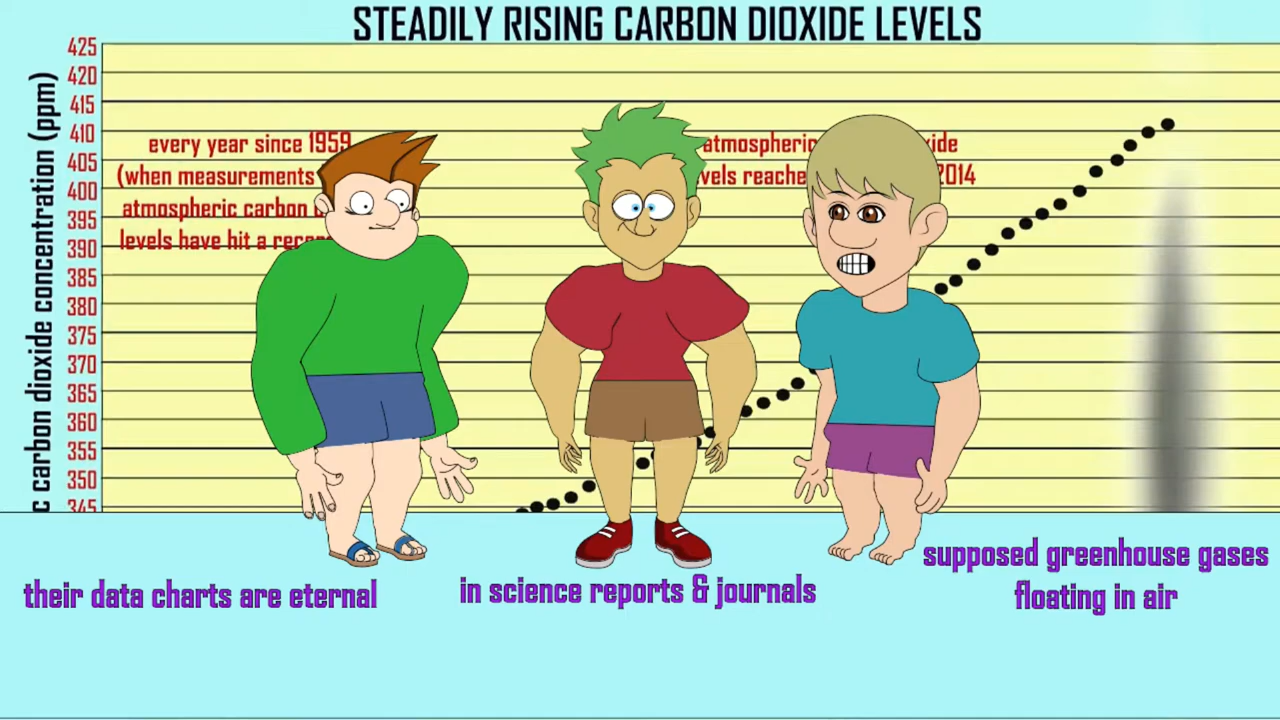 STEADILY RISING CARBON DIOXIDE LEVELS
425
420
415
410
405
400
395
390
385
380
375
370
365
360
355
350
345
carbon dioxide concentration (ppm)
every year since 1959
(when measurements
atmospheric carbon
levels have hit a
atmospheric
2014
their data charts are eternal
in science reports & journals
supposed greenhouse gases
floating in air